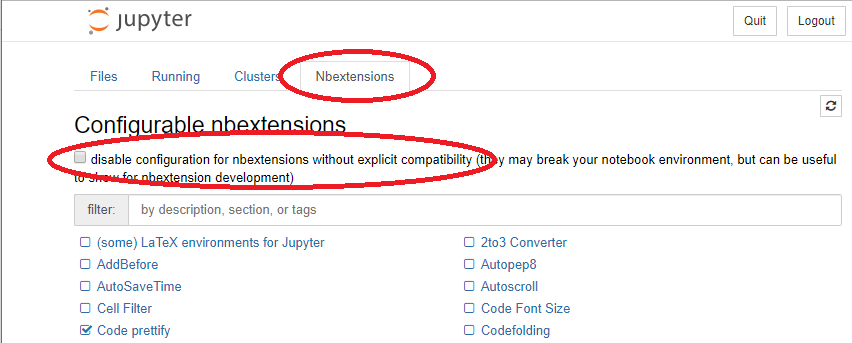 jupyter
Quit Logout
Files Running Clusters Nbextensions
Configurable nbextensions
disable configuration for nbextensions without explicit compatibility (they may break your notebook environment, but can be useful
to show for nbextension development)
filter: by description, section, or tags
(some) LaTeX environments for Jupyter 2to3 Converter
AddBefore Autopep8
AutoSaveTime Autoscroll
Cell Filter Code Font Size
Code prettify Codefolding